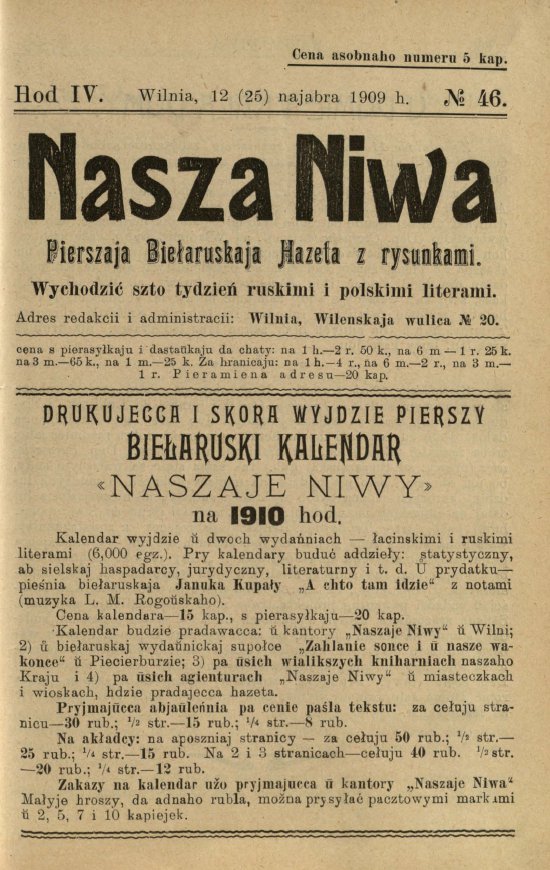 Cena asobnaho numeru 5 kap.
Hod IV. Wilnia, 12 (25) najabra 1909 h. № 46.
Nasza Niwa
Pierszaja Biełaruskaja Hazeta z rysunkami.
Wychodzić szto tydzień ruskimi i polskimi literami.
Adres redakcii i administracii: Wilnia, Wilenskaja wulica № 20.
cena s pierasyłkaju i dastaŭkaju da chaty: na 1 h.—2 r. 50 k., na 6 m — 1 r. 25 k.
na 3 m.—65 k., na 1 m.—25 k. Za hranicaju: na 1 h.—4 r., na 6 m.—2 r., na 3 m.—
1 r. Pieramiena adresu—20 kap.
DRUKUJECCA I SKORA WYJDZIE PIERSZY
BIEŁARUSKI KALENDAR
«NASZAJE NIWY»
na 1910 hod.
Kalendar wyjdzie ŭ dwoch wydańniach — łacinskimi i ruskimi
literami (6,000 egz.). Pry kalendary buduć addzieły: statystyczny,
ab sielskaj haspadarcy, jurydyczny, literaturny i t. d. U prydatku—
pieśnia biełaruskaja Januka Kupały „A chto tam idzie“ z notami
(muzyka L. M. Rogoŭskaho).
Cena kalendara—15 kap., s pierasyłkaju—20 kap.
Kalendar budzie pradawacca: ŭ kantory „Naszaje Niwy“ ŭ Wilni;
2) ŭ biełaruskaj wydaŭnickaj supołce „Zahlanie sonce i ŭ nasze wa-
konce“ ŭ Piecierburzie; 3) pa ŭsich wialikszych kniharniach naszaho
Kraju i 4) pa ŭsich agienturach „Naszaje Niwy“ ŭ miasteczkach
i wioskach, hdzie pradajecca hazeta.
Pryjmajucca abjaŭleńnia pa cenie paśla tekstu: za cełuju stra-
nicu—30 rub.; ½ str.—15 rub.; ¼ str.—8 rub.
Na akładcy: na aposzniaj stranicy — za cełuju 50 rub.; ½ str.—
25 rub.; ¼ str.—15 rub. Na 2 i 3 stranicach—cełuju 40 rub. ½ str.
—20 rub.; ¼ str.—12 rub.
Zakazy na kalendar użo pryjmajucca ŭ kantory „Naszaje Niwa“
Małyje hroszy, da adnaho rubla, można prysyłać pacztowymi markami
ŭ 2, 5, 7 i 10 kapiejek.